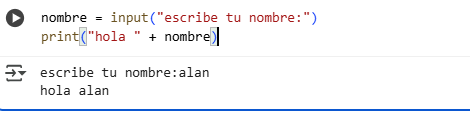 nombre = input("escribe tu nombre:")
print("hola " + nombre)
escribe tu nombre:alan
hola alan